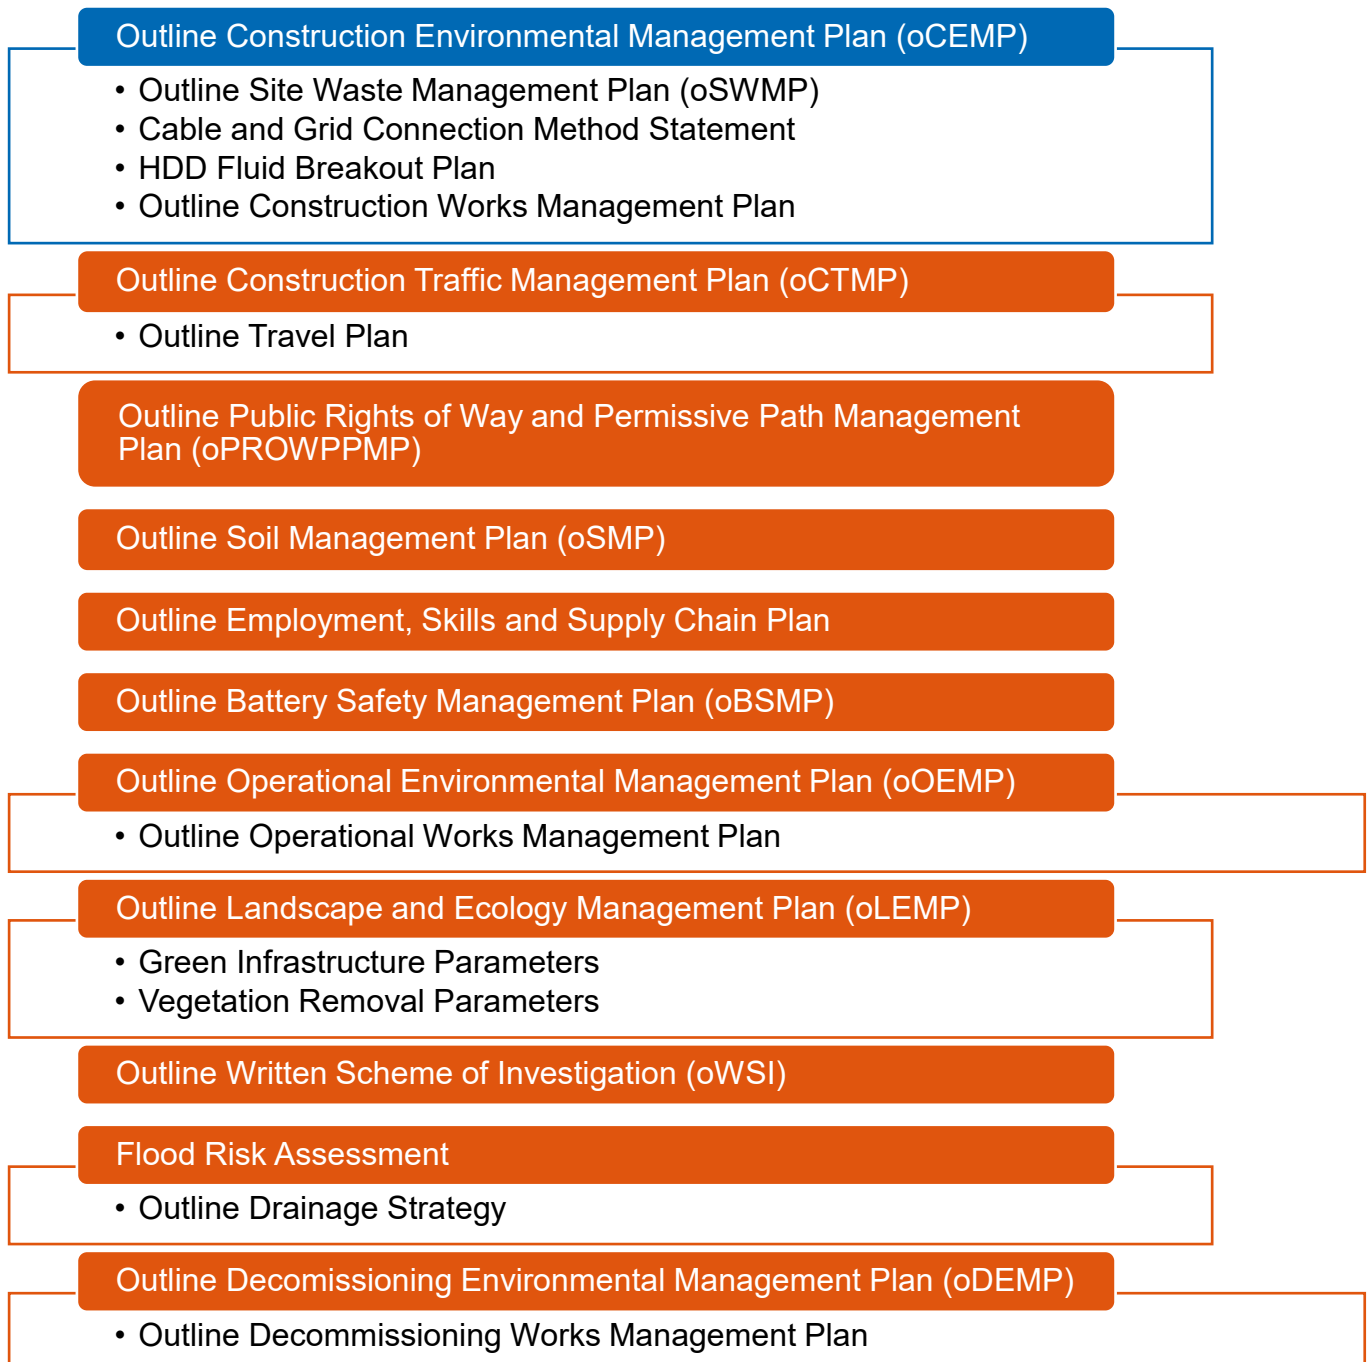 Outline Construction Environmental Management Plan (oCEMP)
• Outline Site Waste Management Plan (oSWMP)
• Cable and Grid Connection Method Statement
• HDD Fluid Breakout Plan
• Outline Construction Works Management Plan
Outline Construction Traffic Management Plan (oCTMP)
• Outline Travel Plan
Outline Public Rights of Way and Permissive Path Management
Plan (oPROWPPMP)
Outline Soil Management Plan (oSMP)
Outline Employment, Skills and Supply Chain Plan
Outline Battery Safety Management Plan (oBSMP)
Outline Operational Environmental Management Plan (oOEMP)
• Outline Operational Works Management Plan
Outline Landscape and Ecology Management Plan (oLEMP)
• Green Infrastructure Parameters
• Vegetation Removal Parameters
Outline Written Scheme of Investigation (oWSI)
Flood Risk Assessment
• Outline Drainage Strategy
Outline Decomissioning Environmental Management Plan (oDEMP)
• Outline Decommissioning Works Management Plan